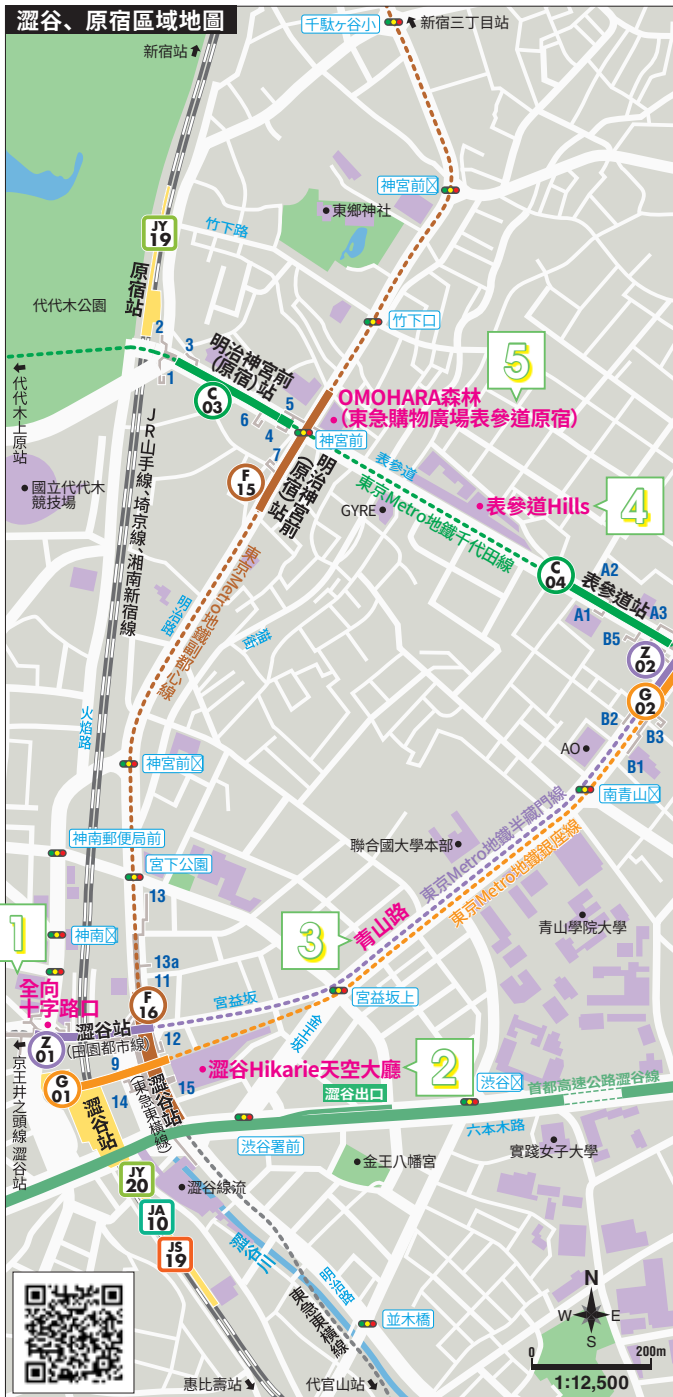 澀谷、原宿區域地圖
新宿站
千駄ヶ谷小
新宿三丁目站
神宮前
東鄉神社
竹下路
JY
19
原宿站
代代木公園
竹下口
2
3
1
明治神宮前
(原宿)站
C
03
5
5
OMOHARA森林
(東急購物廣場表參道原宿)
6
4
神宮前
7
代代木上原站
國立代代木
競技場
F
15
明治神宮前
(原宿)站
表參道
GYRE
東京Metro地鐵千代田線
表參道Hills
4
JR山手線、埼京線、湘南新宿線
C
04
A2
表參道站
A3
A1
B5
Z
02
G
02
東京Metro地鐵副都心線
明治路
貓街
B2
B3
AO
B1
火焰路
神宮前
南青山
神南郵便局前
宮下公園
聯合國大學本部
東京Metro地鐵半藏門線
東京Metro地鐵銀座線
13
青山學院大學
1
神南
3
青山路
13a
11
全向
十字路口
F
16
宮益坂
宮益坂上
金王坂
Z
01
澀谷站
(田園都市線)
12
京王井之頭線 澀谷站
9
G
01
14
澀谷站
澀谷站
(東急東橫線)
15
澀谷Hikarie天空大廳
2
澀谷出口
渋谷
首都高速公路澀谷線
渋谷署前
六本木路
金王八幡宮
實踐女子大學
JY
20
澀谷線流
JA
10
JS
19
澀谷川
明治路
東急東橫線
並木橋
N
W
E
S
0
200m
1:12,500
惠比壽站
代官山站